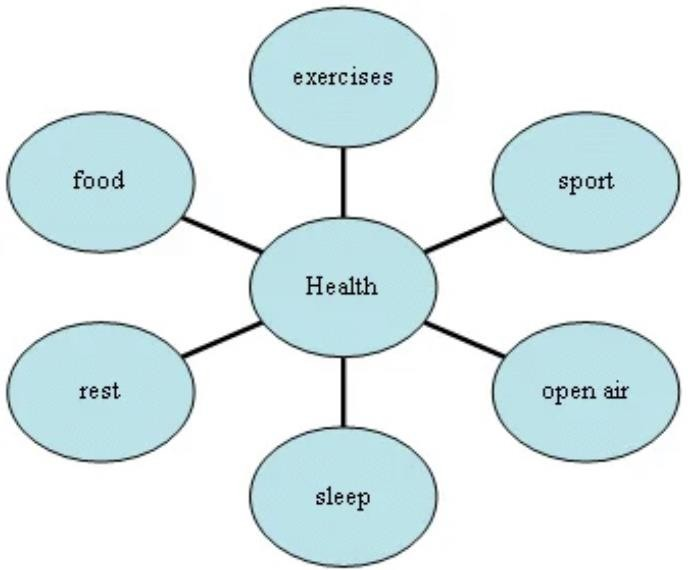 exercises
food
sport
Health
rest
open air
sleep